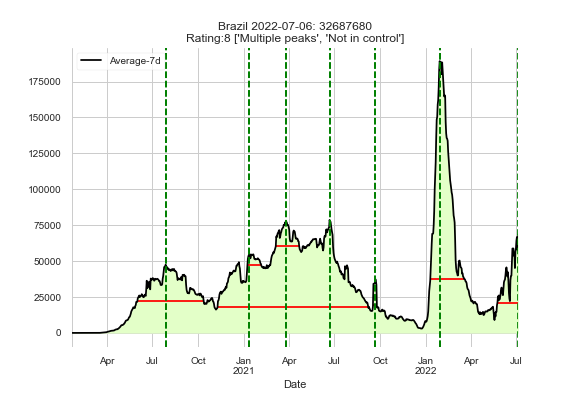 Brazil 2022-07-06: 32687680
Rating:8 ['Multiple peaks', 'Not in control']
Average-7d
175000
150000
125000
100000
75000
50000
25000
0
Apr Jul Oct Jan Apr Jul Oct Jan Apr Jul
2021 2022
Date